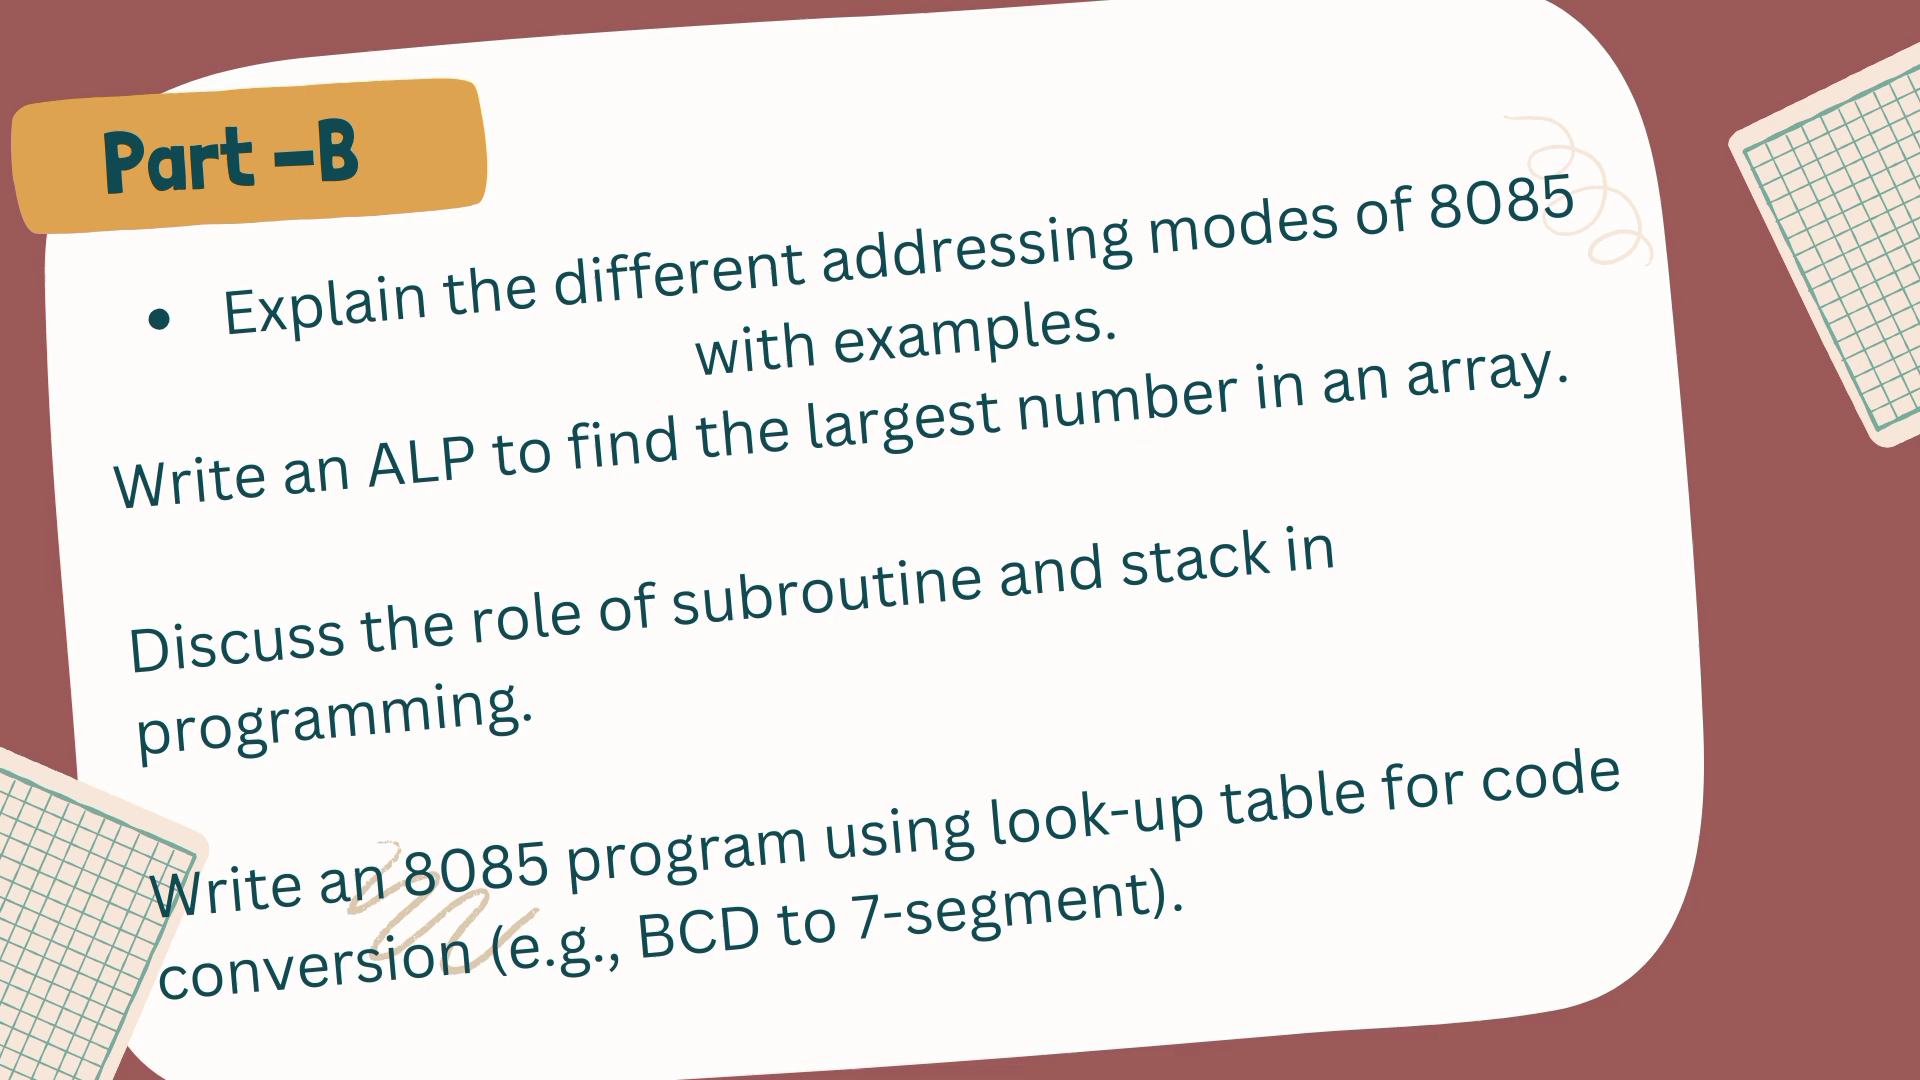 Part -B
• Explain the different addressing modes of 8085
with examples.
Write an ALP to find the largest number in an array.
Discuss the role of subroutine and stack in
programming.
Write an 8085 program using look-up table for code
conversion (e.g., BCD to 7-segment).